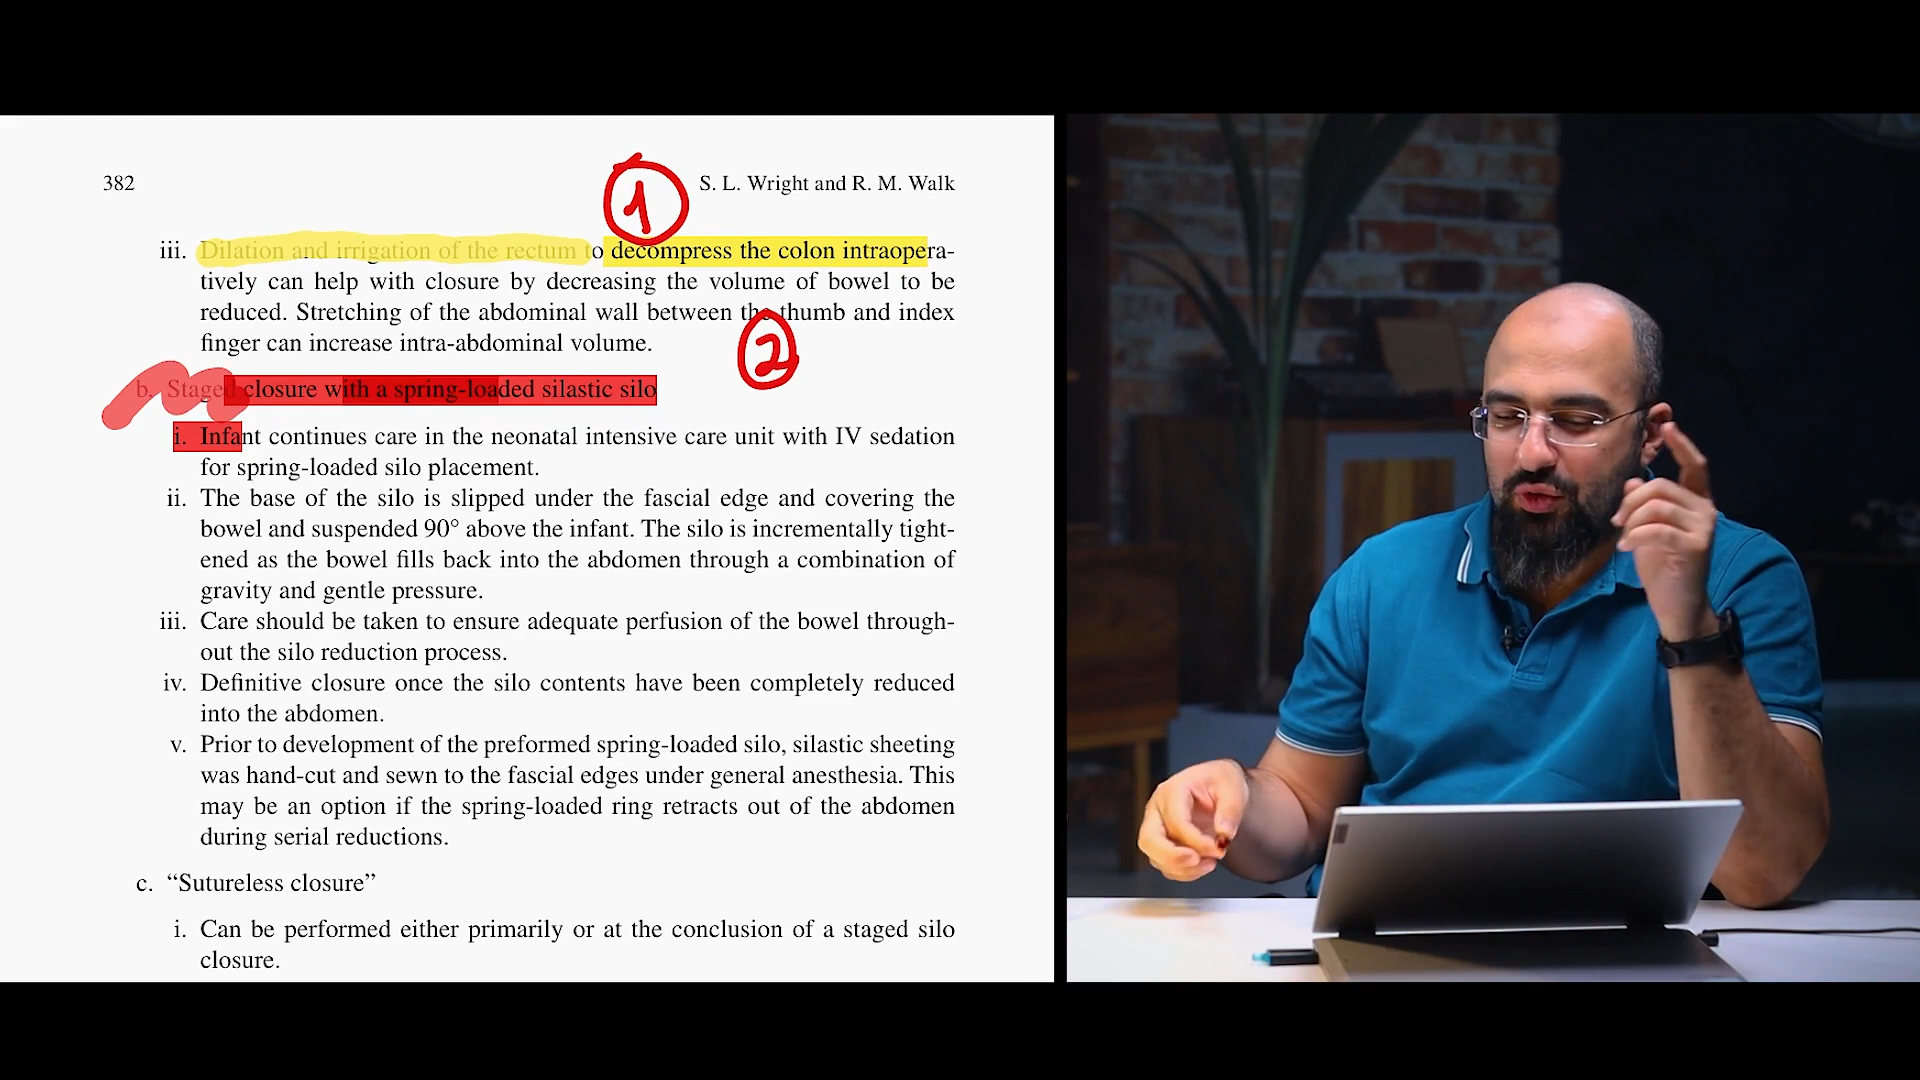 382
S. L. Wright and R. M. Walk
1
iii. Dilation and irrigation of the rectum to decompress the colon intraopera-
tively can help with closure by decreasing the volume of bowel to be
reduced. Stretching of the abdominal wall between the thumb and index
finger can increase intra-abdominal volume.
2
b. Staged closure with a spring-loaded silastic silo
i. Infant continues care in the neonatal intensive care unit with IV sedation
for spring-loaded silo placement.
ii. The base of the silo is slipped under the fascial edge and covering the
bowel and suspended 90° above the infant. The silo is incrementally tight-
ened as the bowel fills back into the abdomen through a combination of
gravity and gentle pressure.
iii. Care should be taken to ensure adequate perfusion of the bowel through-
out the silo reduction process.
iv. Definitive closure once the silo contents have been completely reduced
into the abdomen.
v. Prior to development of the preformed spring-loaded silo, silastic sheeting
was hand-cut and sewn to the fascial edges under general anesthesia. This
may be an option if the spring-loaded ring retracts out of the abdomen
during serial reductions.
c. “Sutureless closure”
i. Can be performed either primarily or at the conclusion of a staged silo
closure.